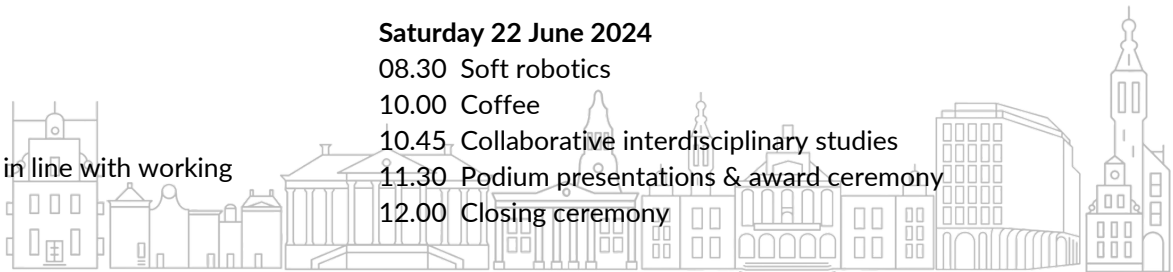 Saturday 22 June 2024
08.30 Soft robotics
10.00 Coffee
10.45 Collaborative interdisciplinary studies
in line with working
11.30 Podium presentations & award ceremony
12.00 Closing ceremony